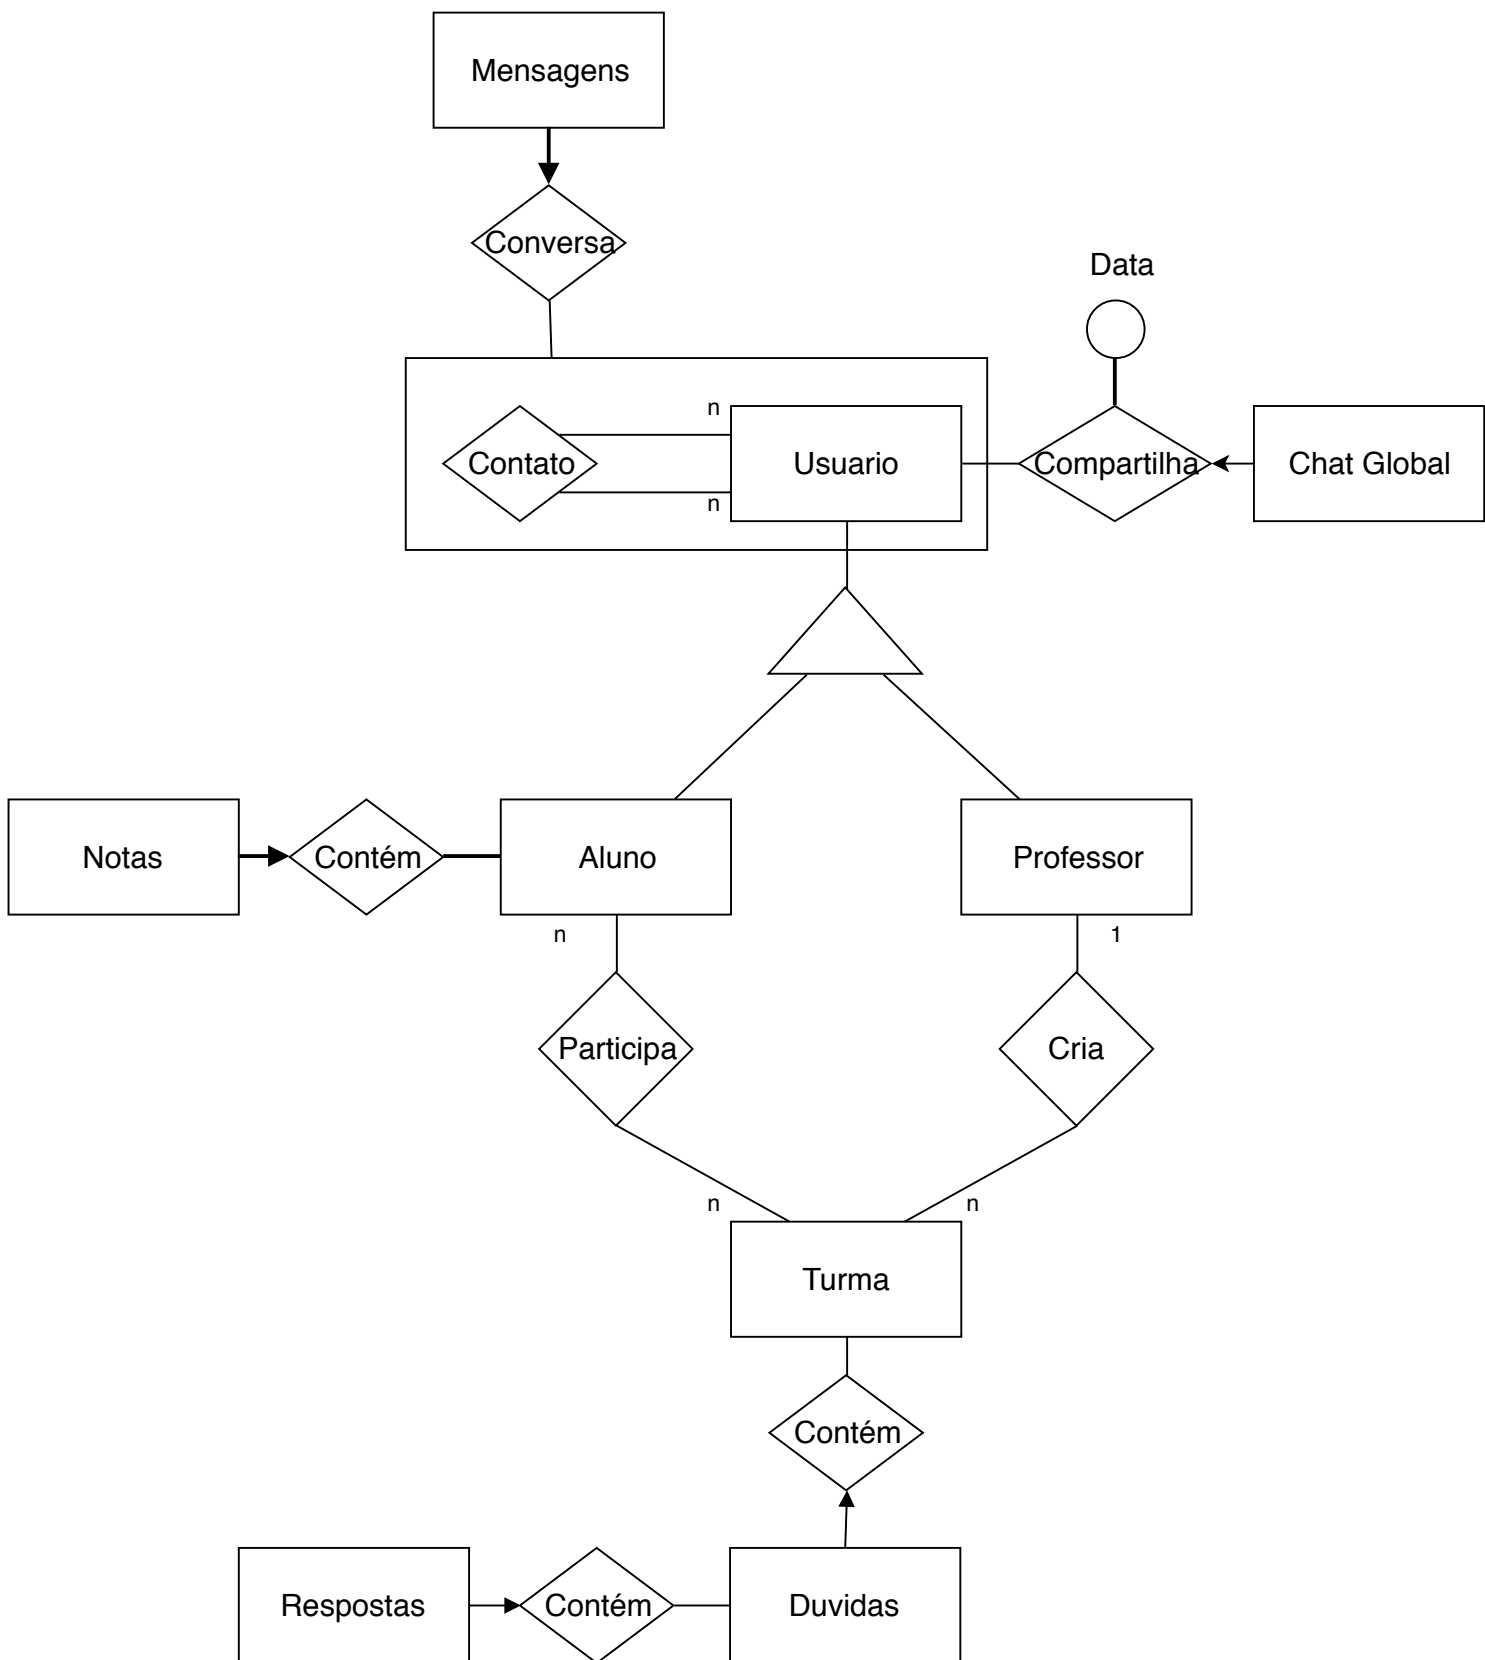 Mensagens
Conversa
Data
n
Contato
Usuario
Compartilha
Chat Global
n
Notas
Contém
Aluno
Professor
n
1
Participa
Cria
n
n
Turma
Contém
Respostas
Contém
Duvidas